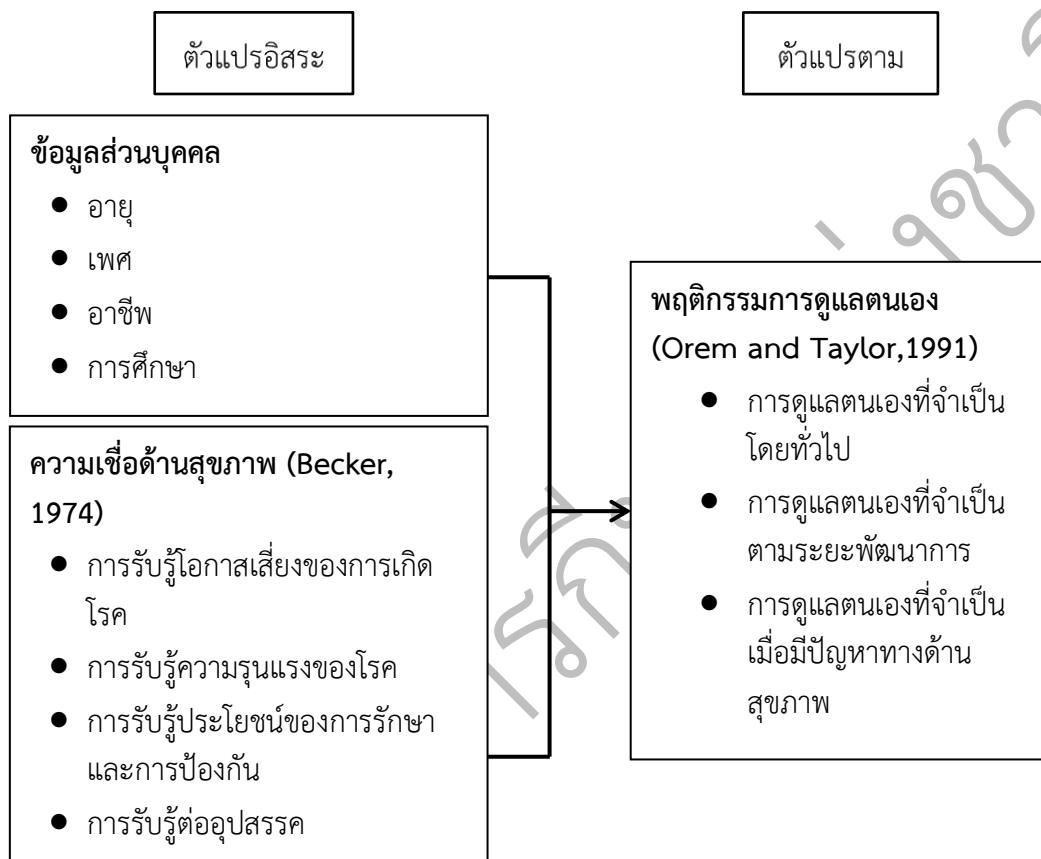 ตัวแปรอิสระ
ตัวแปรตาม
ข้อมูลส่วนบุคคล
● อายุ
● เพศ
● อาชีพ
● การศึกษา
ความเชื่อด้านสุขภาพ (Becker,
1974)
● การรับรู้โอกาสเสี่ยงของการเกิด
โรค
● การรับรู้ความรุนแรงของโรค
● การรับรู้ประโยชน์ของการรักษา
และการป้องกัน
● การรับรู้ต่ออุปสรรค
พฤติกรรมการดูแลตนเอง
(Orem and Taylor,1991)
● การดูแลตนเองที่จำเป็น
โดยทั่วไป
● การดูแลตนเองที่จำเป็น
ตามระยะพัฒนาการ
● การดูแลตนเองที่จำเป็น
เมื่อมีปัญหาทางด้าน
สุขภาพ